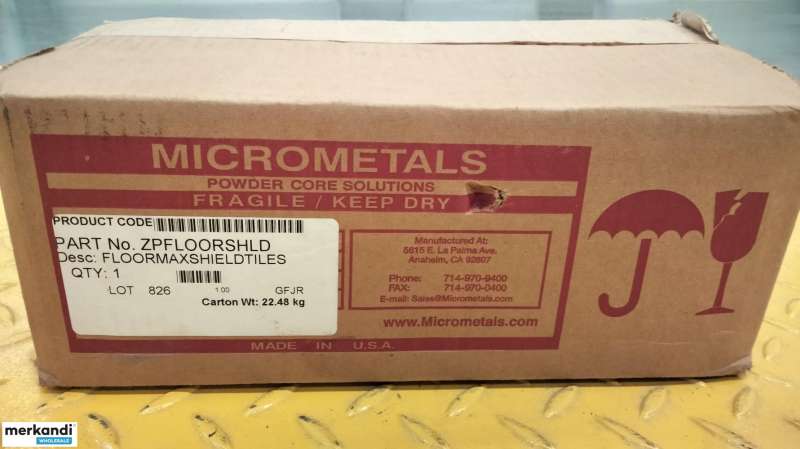 MICROMETALS
POWDER CORE SOLUTIONS
FRAGILE / KEEP DRY
PRODUCT CODE
PART No. ZPFLOORSHLD
Desc: FLOORMAXSHIELDTILES
QTY: 1
LOT 826 1.00 GFJR
Carton Wt: 22.48 kg
Manufactured At:
5615 E. La Palma Ave.
Anaheim, CA 92807
Phone: 714-970-9400
FAX: 714-970-0400
E-mail: Sales@Micrometals.com
www.Micrometals.com
MADE IN U.S.A.
merkandi
WHOLESALE